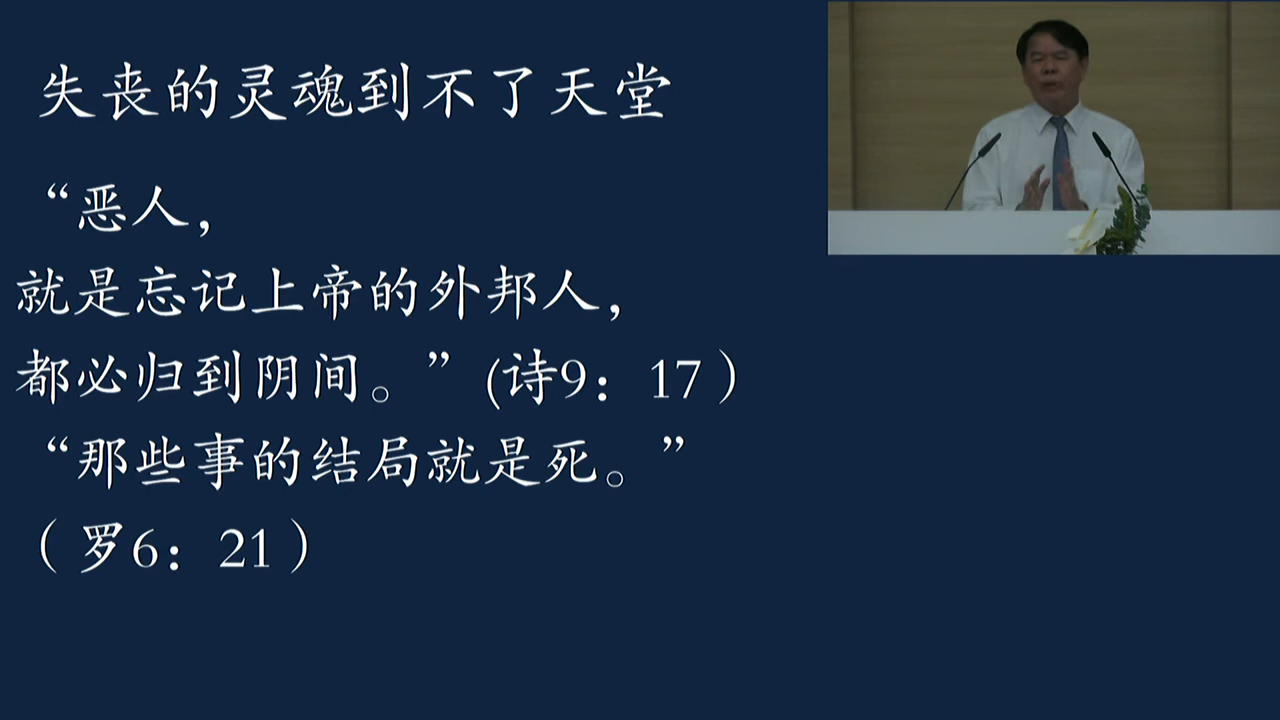 失丧的灵魂到不了天堂
“恶人，
就是忘记上帝的外邦人，
都必归到阴间。”(诗9：17）
“那些事的结局就是死。”
（罗6：21）